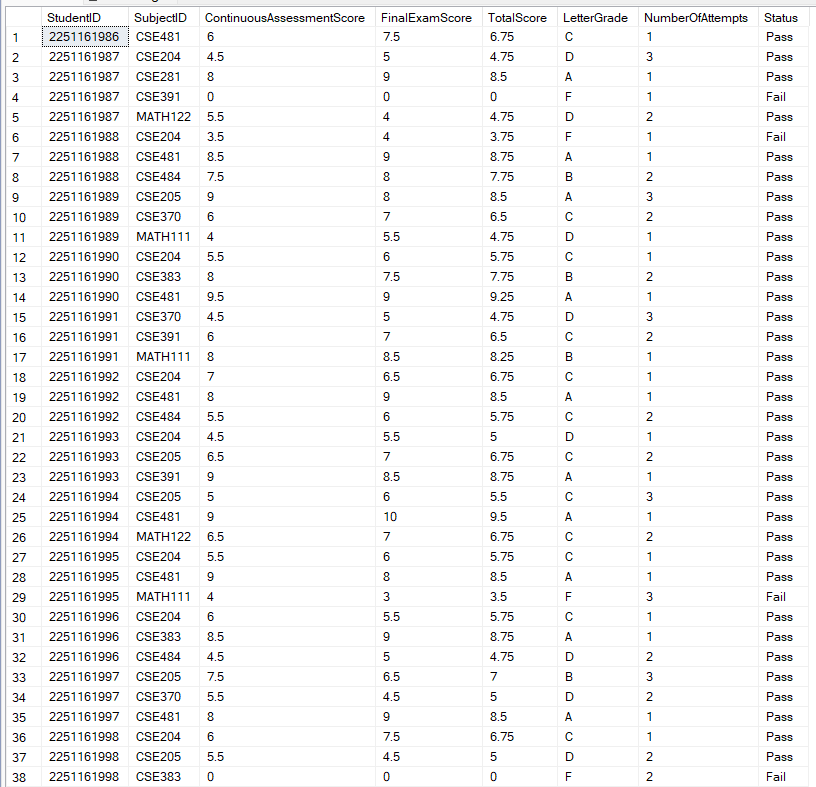 StudentID SubjectID ContinuousAssessmentScore FinalExamScore TotalScore LetterGrade NumberOfAttempts Status
1 2251161986 CSE481 6 7.5 6.75 C 1 Pass
2 2251161987 CSE204 4.5 5 4.75 D 3 Pass
3 2251161987 CSE281 8 9 8.5 A 1 Pass
4 2251161987 CSE391 0 0 0 F 1 Fail
5 2251161987 MATH122 5.5 4 4.75 D 2 Pass
6 2251161988 CSE204 3.5 4 3.75 F 1 Fail
7 2251161988 CSE481 8.5 9 8.75 A 1 Pass
8 2251161988 CSE484 7.5 8 7.75 B 2 Pass
9 2251161989 CSE205 9 8 8.5 A 3 Pass
10 2251161989 CSE370 6 7 6.5 C 2 Pass
11 2251161989 MATH111 4 5.5 4.75 D 1 Pass
12 2251161990 CSE204 5.5 6 5.75 C 1 Pass
13 2251161990 CSE383 8 7.5 7.75 B 2 Pass
14 2251161990 CSE481 9.5 9 9.25 A 1 Pass
15 2251161991 CSE370 4.5 5 4.75 D 3 Pass
16 2251161991 CSE391 6 7 6.5 C 2 Pass
17 2251161991 MATH111 8 8.5 8.25 B 1 Pass
18 2251161992 CSE204 7 6.5 6.75 C 1 Pass
19 2251161992 CSE481 8 9 8.5 A 1 Pass
20 2251161992 CSE484 5.5 6 5.75 C 2 Pass
21 2251161993 CSE204 4.5 5.5 5 D 1 Pass
22 2251161993 CSE205 6.5 7 6.75 C 2 Pass
23 2251161993 CSE391 9 8.5 8.75 A 1 Pass
24 2251161994 CSE205 5 6 5.5 C 3 Pass
25 2251161994 CSE481 9 10 9.5 A 1 Pass
26 2251161994 MATH122 6.5 7 6.75 C 2 Pass
27 2251161995 CSE204 5.5 6 5.75 C 1 Pass
28 2251161995 CSE481 9 8 8.5 A 1 Pass
29 2251161995 MATH111 4 3 3.5 F 3 Fail
30 2251161996 CSE204 6 5.5 5.75 C 1 Pass
31 2251161996 CSE383 8.5 9 8.75 A 1 Pass
32 2251161996 CSE484 4.5 5 4.75 D 2 Pass
33 2251161997 CSE205 7.5 6.5 7 B 3 Pass
34 2251161997 CSE370 5.5 4.5 5 D 2 Pass
35 2251161997 CSE481 8 9 8.5 A 1 Pass
36 2251161998 CSE204 6 7.5 6.75 C 1 Pass
37 2251161998 CSE205 5.5 4.5 5 D 2 Pass
38 2251161998 CSE383 0 0 0 F 2 Fail